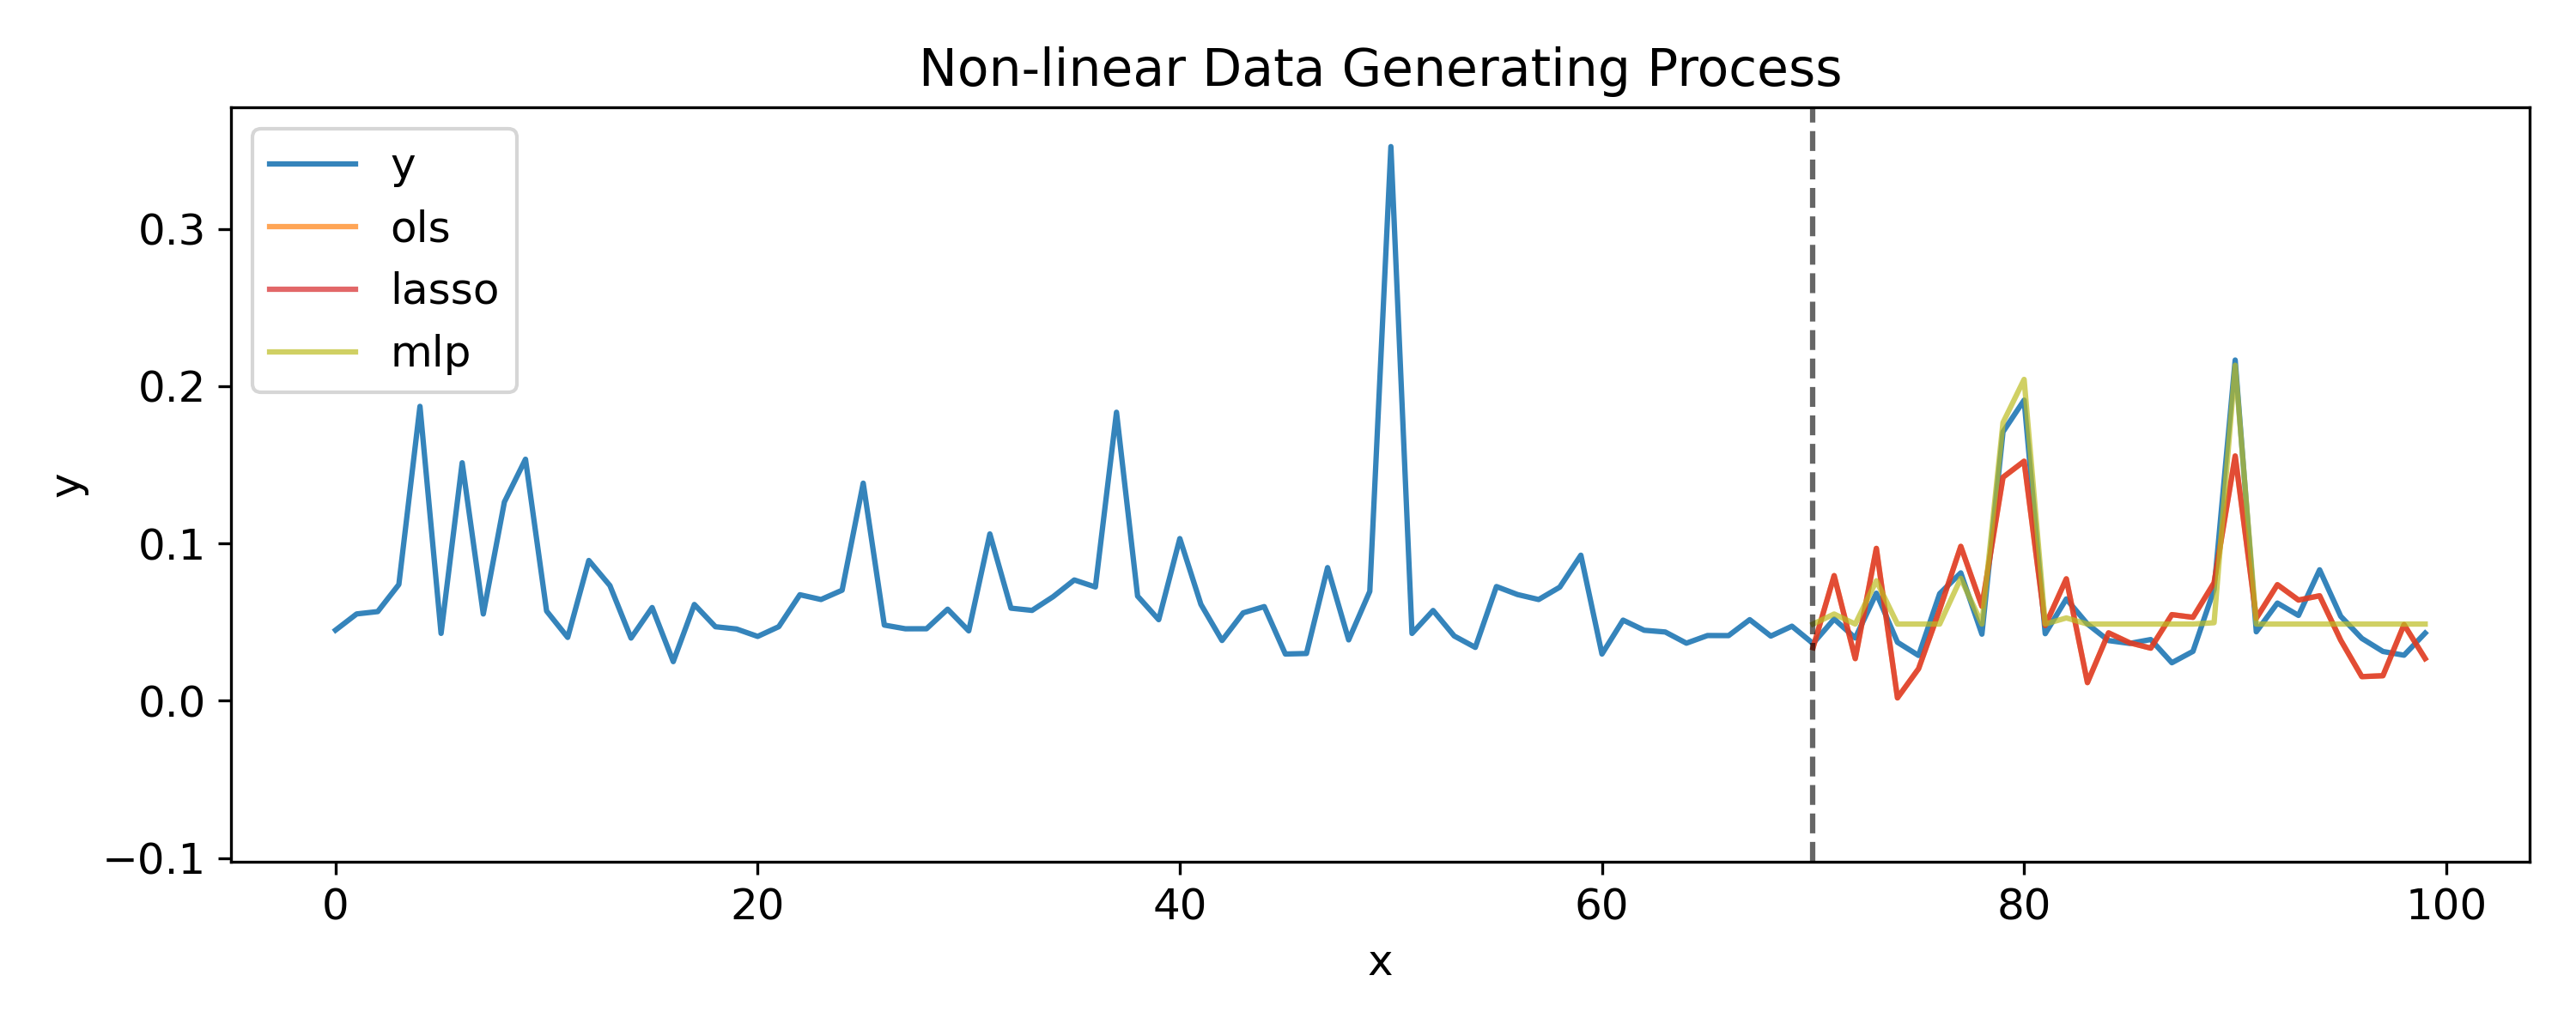 Non-linear Data Generating Process
y
ols
lasso
mlp
y
0.3
0.2
0.1
0.0
−0.1
0 20 40 60 80 100
x